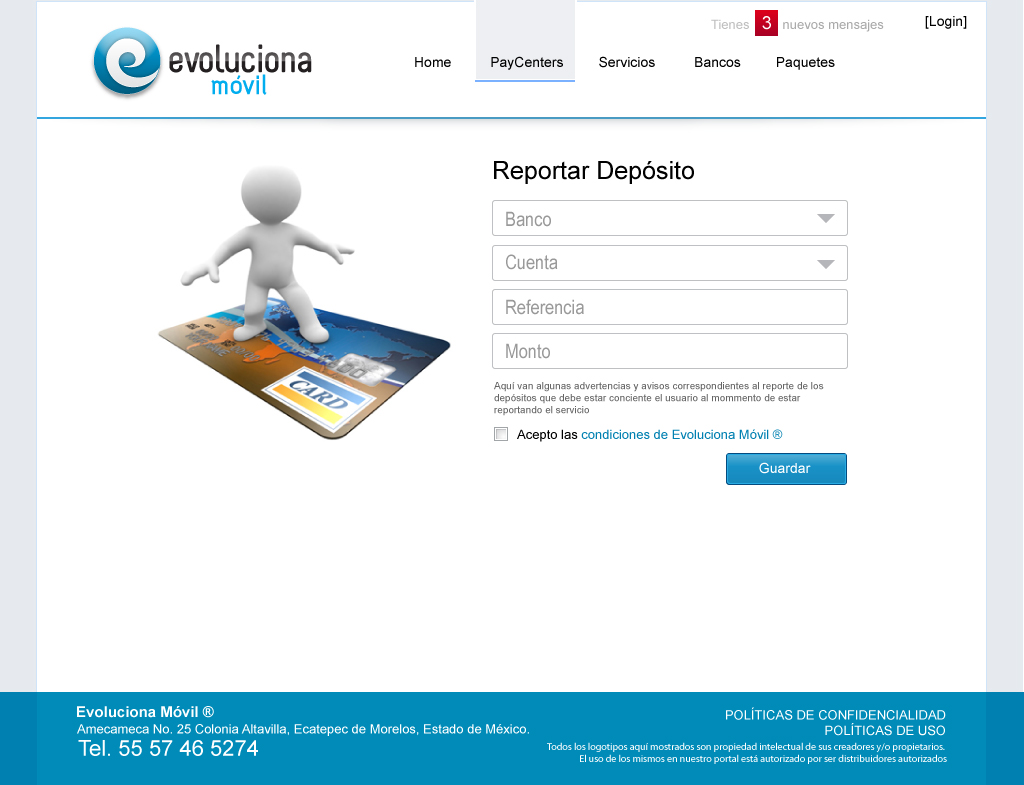 Tienes 3 nuevos mensajes
[Login]
evoluciona
móvil
Home
PayCenters
Servicios
Bancos
Paquetes
Reportar Depósito
Banco
Cuenta
Referencia
Monto
CARD
Aquí van algunas advertencias y avisos correspondientes al reporte de los
depósitos que debe estar conciente el usuario al mommento de estar
reportando el servicio
Acepto las condiciones de Evoluciona Móvil ®
Guardar
Evoluciona Móvil ®
Amecameca No. 25 Colonia Altavilla, Ecatepec de Morelos, Estado de México.
Tel. 55 57 46 5274
POLÍTICAS DE CONFIDENCIALIDAD
POLÍTICAS DE USO
Todos los logotipos aquí mostrados son propiedad intelectual de sus creadores y/o propietarios.
El uso de los mismos en nuestro portal está autorizado por ser distribuidores autorizados